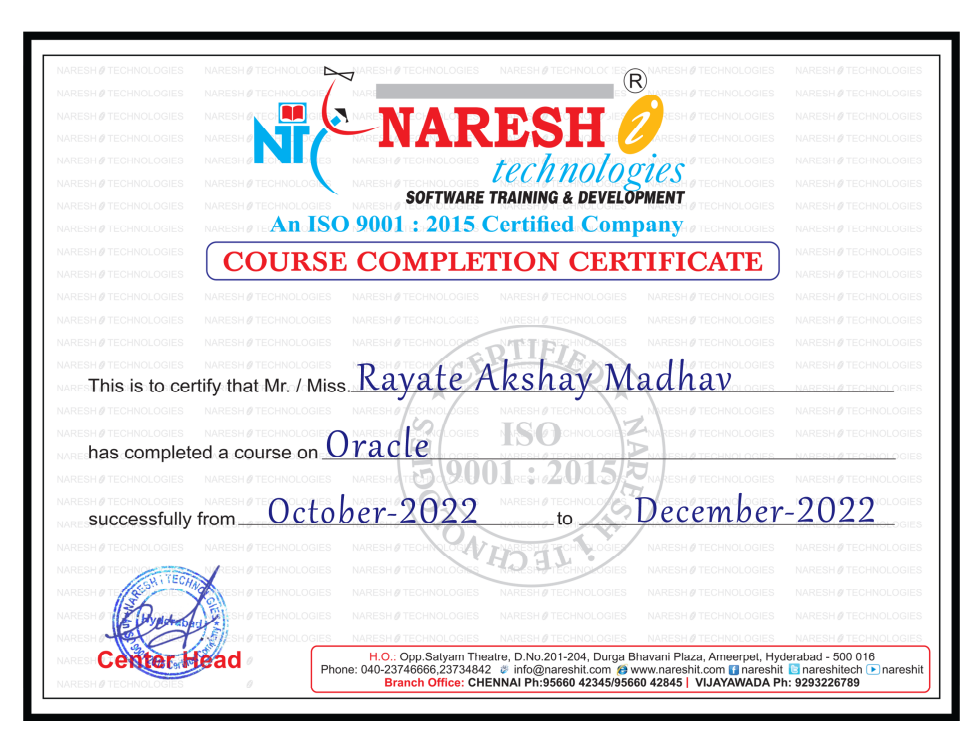 NTC
NARESH i ®
technologies
SOFTWARE TRAINING & DEVELOPMENT
An ISO 9001 : 2015 Certified Company
COURSE COMPLETION CERTIFICATE
This is to certify that Mr. / Miss. Rayate Akshay Madhav
has completed a course on Oracle
successfully from October-2022 to December-2022
CERTIFIED
NARESH i TECHNOLOGIES
ISO
9001 : 2015
NARESH i TECHNOLOGIES
Hyderabad
Center Head
H.O.: Opp.Satyam Theatre, D.No.201-204, Durga Bhavani Plaza, Ameerpet, Hyderabad - 500 016
Phone: 040-23746666,23734842 info@nareshit.com www.nareshit.com nareshit nareshitech nareshit
Branch Office: CHENNAI Ph:95660 42345/95660 42845 | VIJAYAWADA Ph: 9293226789